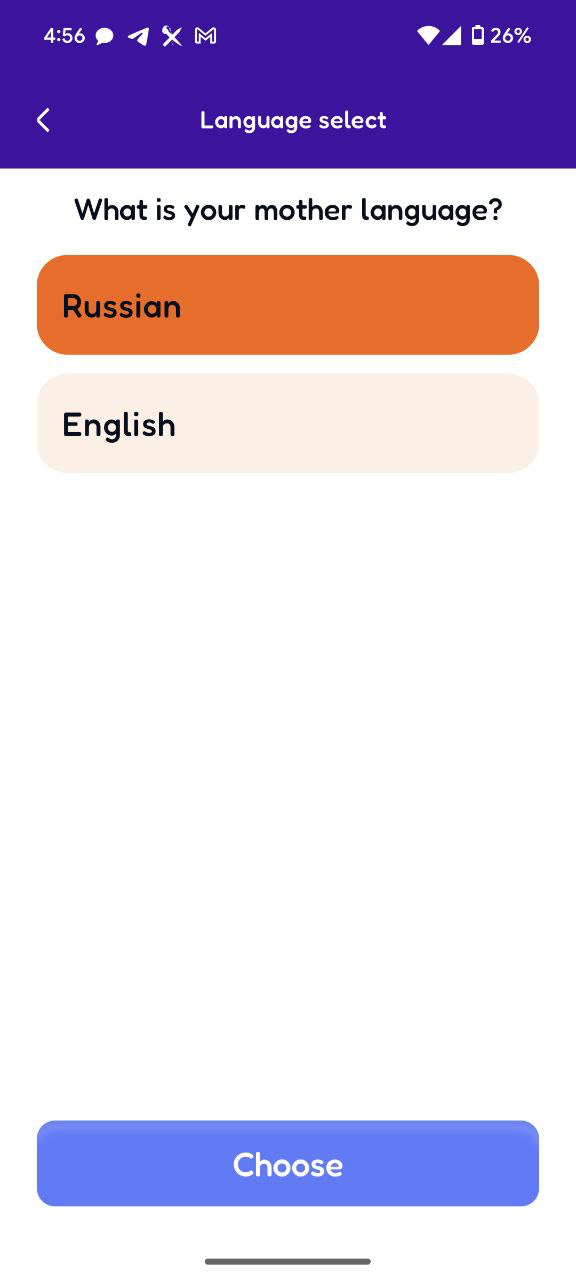 4:56 26%
Language select
What is your mother language?
Russian
English
Choose